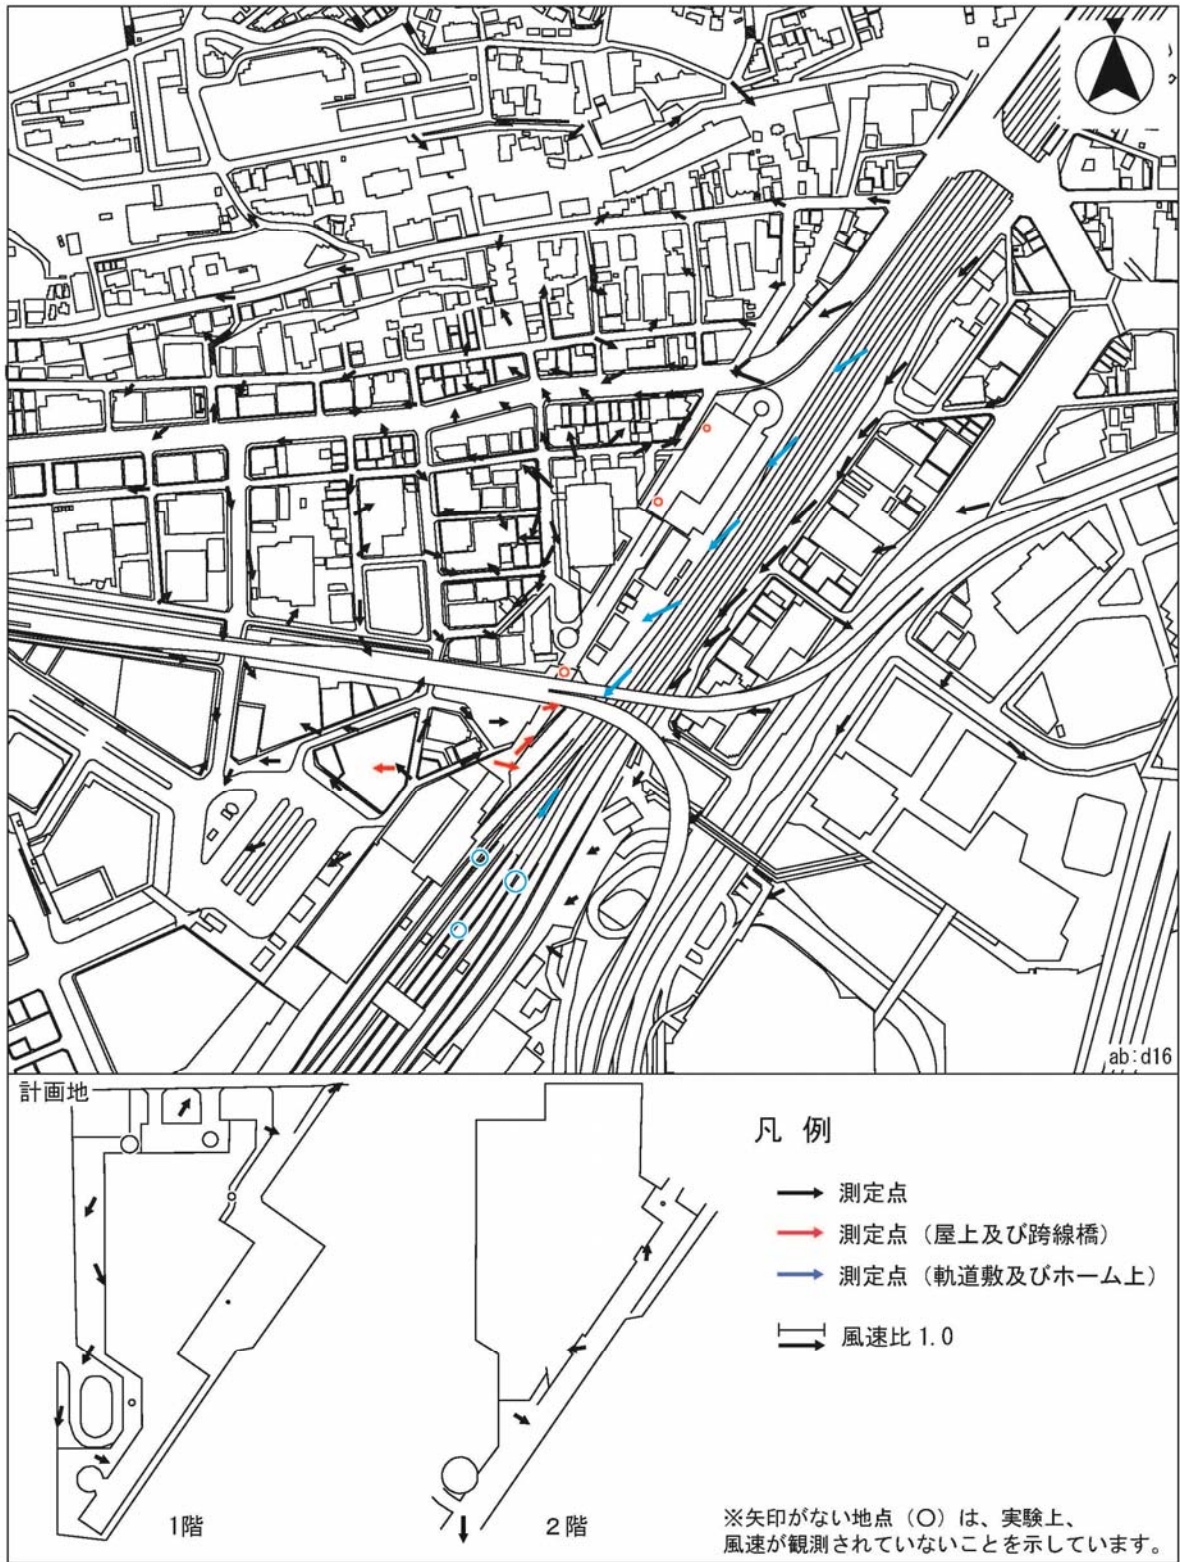 ab:d16
計画地
凡 例
測定点
測定点（屋上及び跨線橋）
測定点（軌道敷及びホーム上）
風速比 1.0
1階
2階
※矢印がない地点（○）は、実験上、
風速が観測されていないことを示しています。